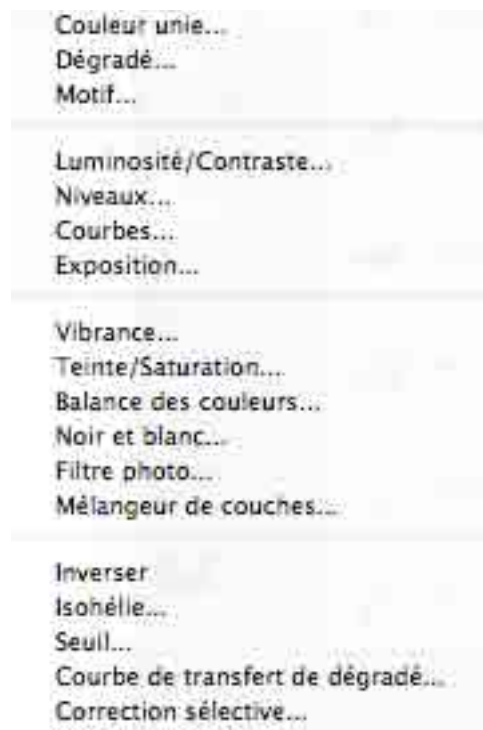 Couleur unie...
Dégradé...
Motif...
Luminosité/Contraste...
Niveaux...
Courbes...
Exposition...
Vibrance...
Teinte/Saturation...
Balance des couleurs...
Noir et blanc...
Filtre photo...
Mélangeur de couches...
Inverser
Isohélie...
Seuil...
Courbe de transfert de dégradé...
Correction sélective...